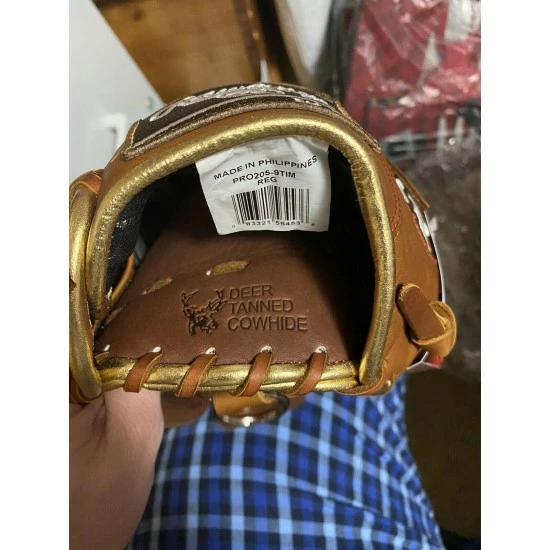 MADE IN PHILIPPINES
PRO205-9TIM
REG
DEER
TANNED
COWHIDE